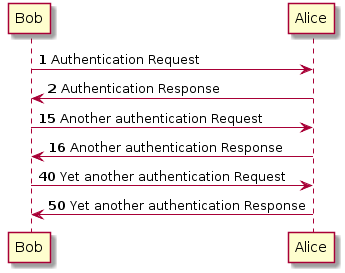 Bob Alice
1 Authentication Request
2 Authentication Response
15 Another authentication Request
16 Another authentication Response
40 Yet another authentication Request
50 Yet another authentication Response
Bob Alice